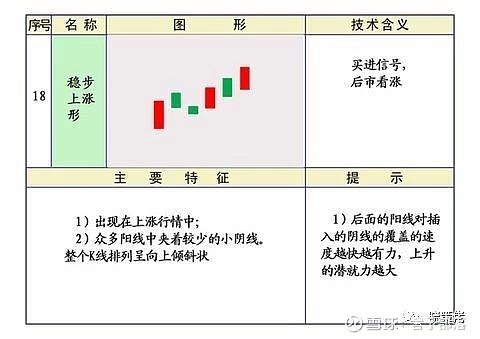 序号
名称
图形
技术含义
18
稳步
上涨
形
买进信号，
后市看涨
主要特征
提示
1）出现在上涨行情中；
2）众多阳线中夹着较少的小阴线。
整个K线排列呈向上倾斜状
1）后面的阳线对插
入的阴线的覆盖的速
度越快越有力，上升
的潜就力越大